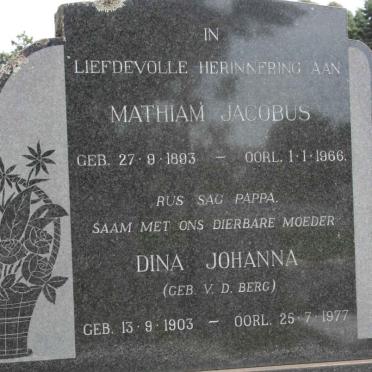 IN
LIEFDEVOLLE HERINNERING AAN
MATHIAM JACOBUS
GEB. 27·9·1893 — OORL. 1·1·1966.
RUS SAG PAPPA.
SAAM MET ONS DIERBARE MOEDER
DINA JOHANNA
(GEB. V. D. BERG)
GEB. 13·9·1903 — OORL. 25·7·1977